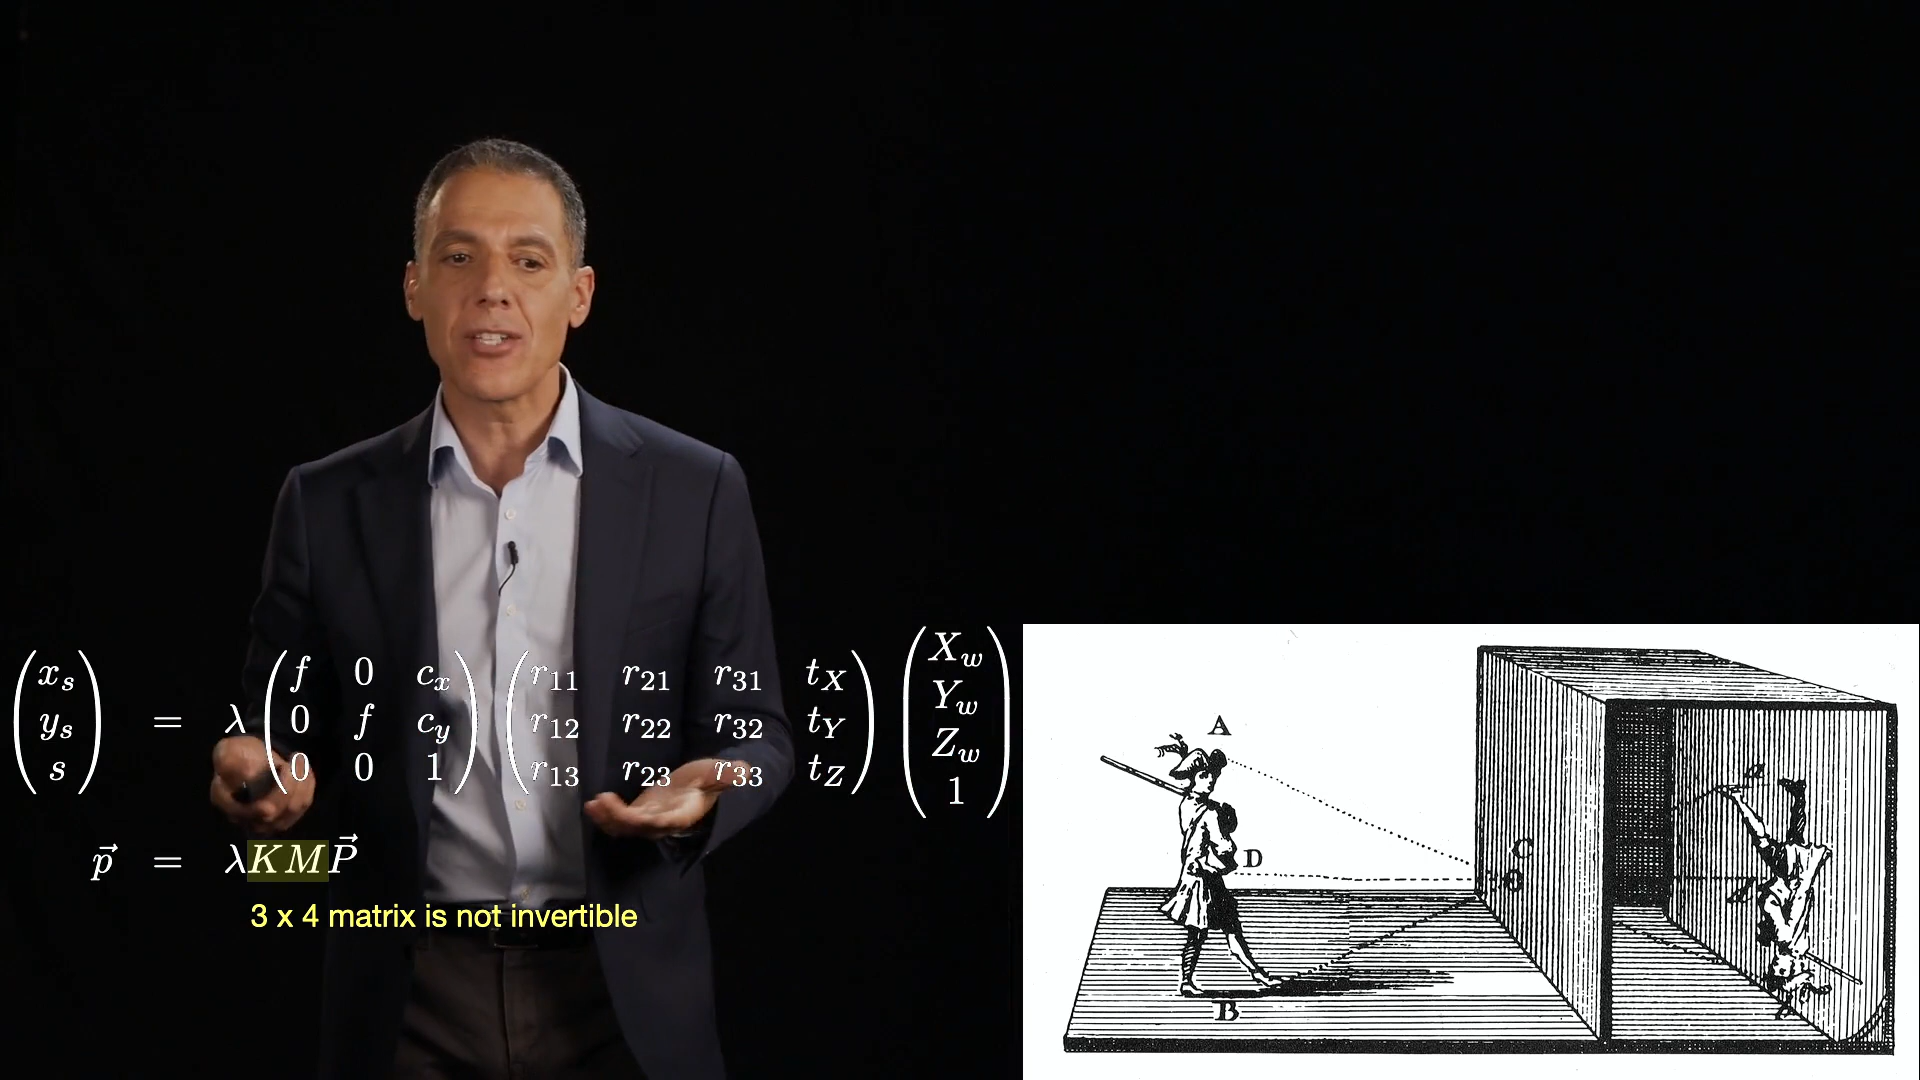 (x_s y_s s) = λ (f 0 c_x; 0 f c_y; 0 0 1) (r_11 r_21 r_31 t_X; r_12 r_22 r_32 t_Y; r_13 r_23 r_33 t_Z) (X_w Y_w Z_w 1)
p⃗ = λKMP⃗
3 x 4 matrix is not invertible
A
D
B
C
O
a
d
b